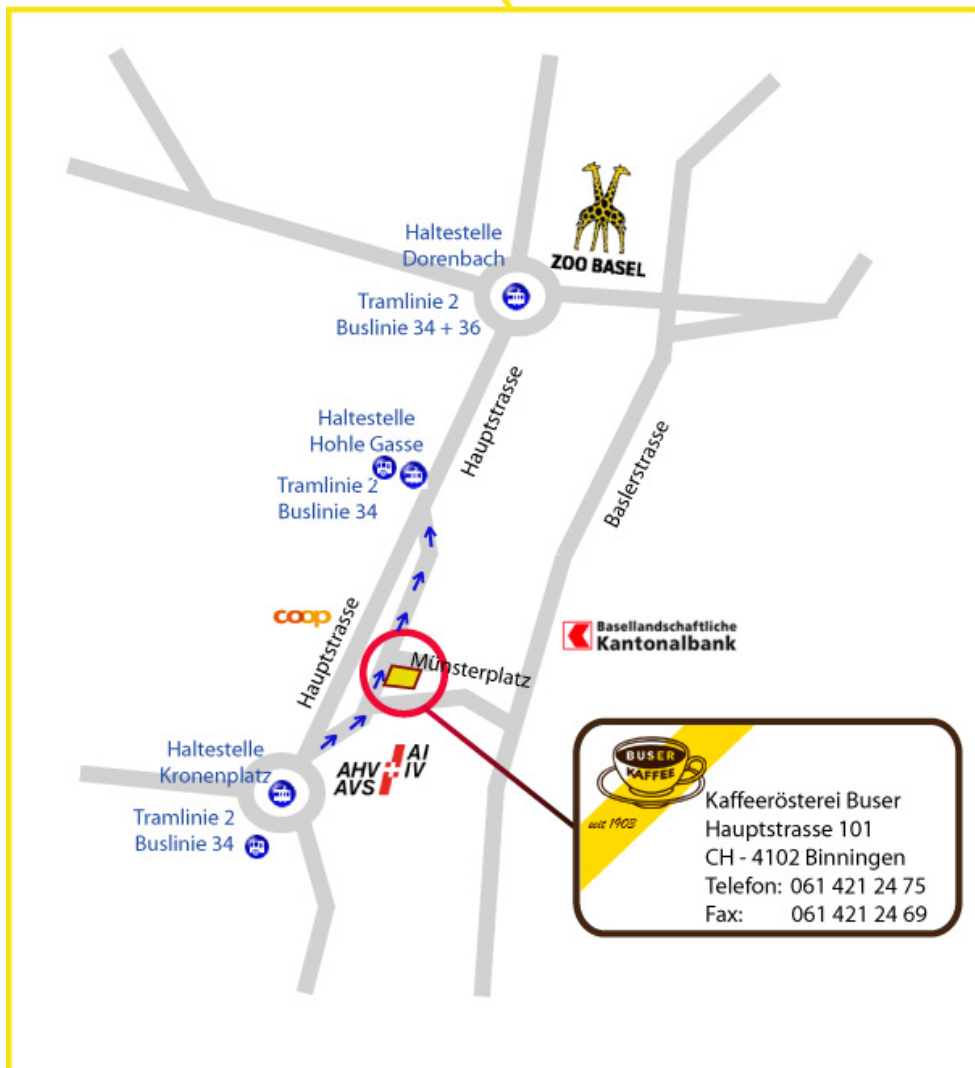 Haltestelle
Dorenbach
ZOO BASEL
Tramlinie 2
Buslinie 34 + 36
Hauptstrasse
Haltestelle
Hohle Gasse
Tramlinie 2
Buslinie 34
Baslerstrasse
coop
Hauptstrasse
Basellandschaftliche
Kantonalbank
Münsterplatz
Haltestelle
Kronenplatz
AHV AI
AVS IV
Tramlinie 2
Buslinie 34
BUSER
KAFFEE
seit 1903
Kaffeerösterei Buser
Hauptstrasse 101
CH - 4102 Binningen
Telefon: 061 421 24 75
Fax: 061 421 24 69